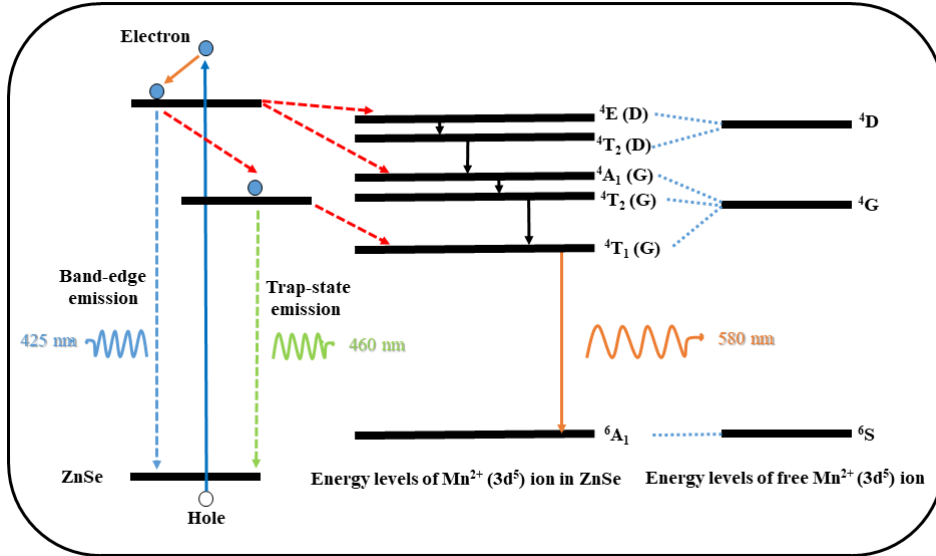 Electron
⁴E (D)
⁴D
⁴T₂ (D)
⁴A₁ (G)
⁴T₂ (G)
⁴G
⁴T₁ (G)
Band-edge
emission
Trap-state
emission
425 nm
460 nm
580 nm
⁶A₁
⁶S
ZnSe
Energy levels of Mn²⁺ (3d⁵) ion in ZnSe
Energy levels of free Mn²⁺ (3d⁵) ion
Hole